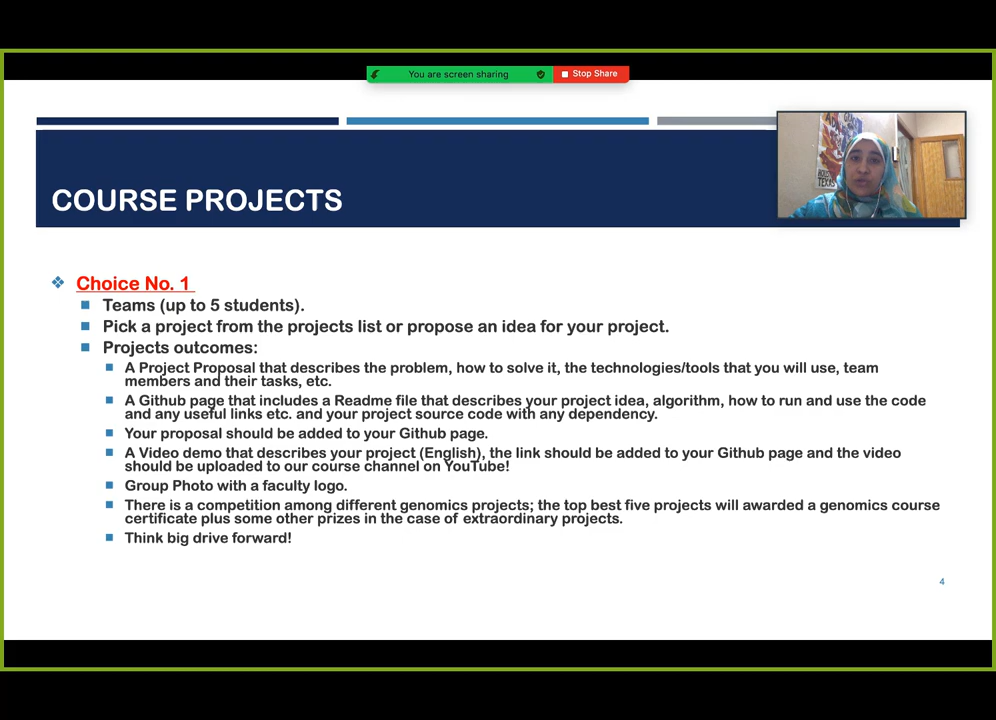 You are screen sharing
Stop Share
HOUS
TEXAS
COURSE PROJECTS
Choice No. 1
Teams (up to 5 students).
Pick a project from the projects list or propose an idea for your project.
Projects outcomes:
A Project Proposal that describes the problem, how to solve it, the technologies/tools that you will use, team
members and their tasks, etc.
A Github page that includes a Readme file that describes your project idea, algorithm, how to run and use the code
and any useful links etc. and your project source code with any dependency.
Your proposal should be added to your Github page.
A Video demo that describes your project (English), the link should be added to your Github page and the video
should be uploaded to our course channel on YouTube!
Group Photo with a faculty logo.
There is a competition among different genomics projects; the top best five projects will awarded a genomics course
certificate plus some other prizes in the case of extraordinary projects.
Think big drive forward!
4